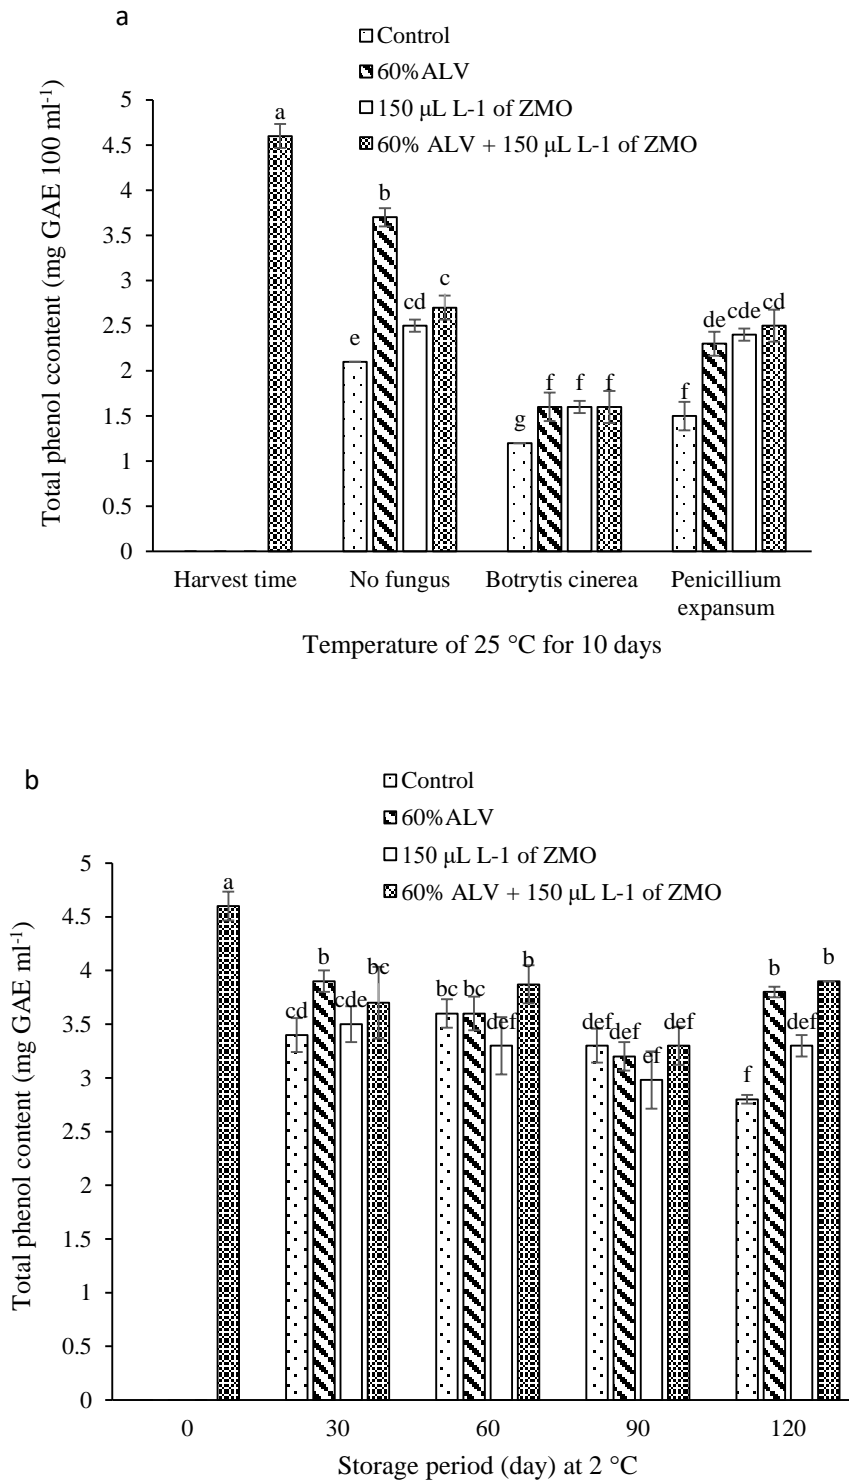 a
Control
60%ALV
150 µL L-1 of ZMO
60% ALV + 150 µL L-1 of ZMO
Total phenol ccontent (mg GAE 100 ml-1)
5
4.5
4
3.5
3
2.5
2
1.5
1
0.5
0
a
e
b
cd
c
g
f
f
f
f
de
cde
cd
Harvest time
No fungus
Botrytis cinerea
Penicillium
expansum
Temperature of 25 °C for 10 days
b
Control
60%ALV
150 µL L-1 of ZMO
60% ALV + 150 µL L-1 of ZMO
Total phenol content (mg GAE ml-1)
5
4.5
4
3.5
3
2.5
2
1.5
1
0.5
0
a
cd
b
cde
bc
bc
bc
def
b
def
def
ef
def
f
b
def
b
0
30
60
90
120
Storage period (day) at 2 °C